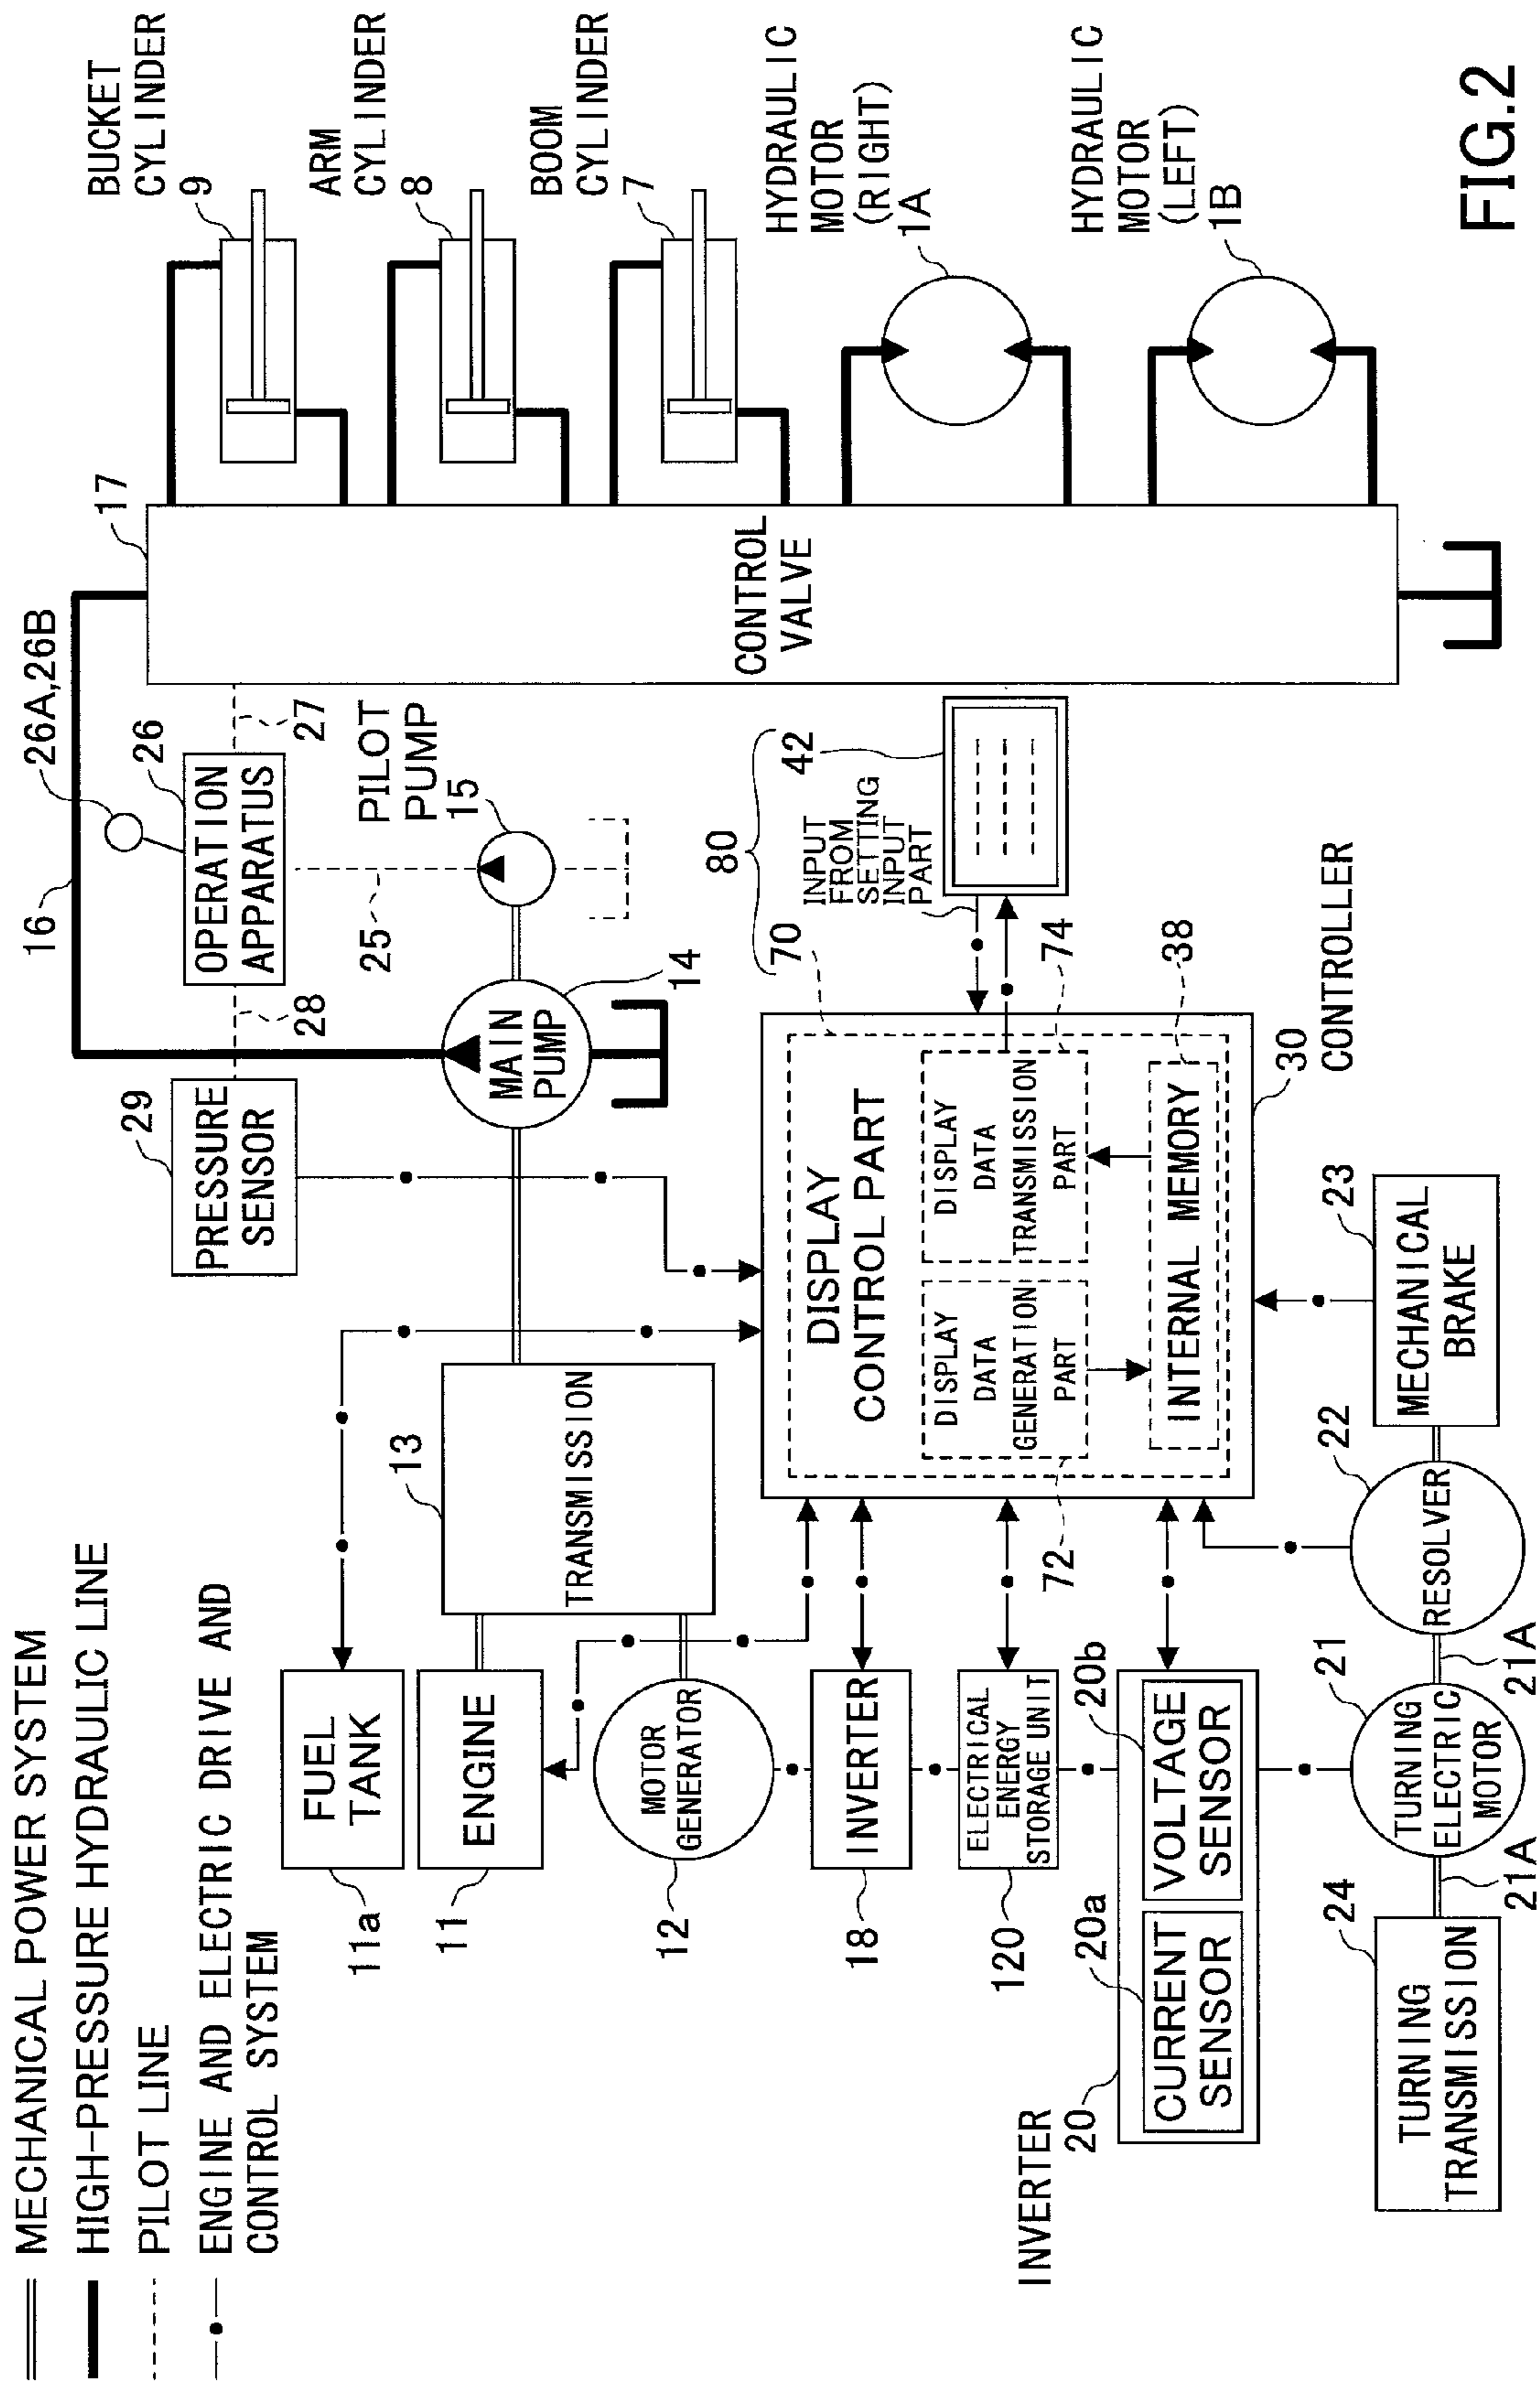 MECHANICAL POWER SYSTEM
HIGH-PRESSURE HYDRAULIC LINE
PILOT LINE
ENGINE AND ELECTRIC DRIVE AND
CONTROL SYSTEM
11a
FUEL
TANK
11
ENGINE
12
MOTOR
GENERATOR
13
TRANSMISSION
29
PRESSURE
SENSOR
28
16
26A,26B
26
OPERATION
APPARATUS
27
25
PILOT
PUMP
15
MAIN
PUMP
14
17
CONTROL
VALVE
BUCKET
CYLINDER
9
ARM
CYLINDER
8
BOOM
CYLINDER
7
HYDRAULIC
MOTOR
(RIGHT)
1A
HYDRAULIC
MOTOR
(LEFT)
1B
80
70
42
INPUT
FROM
SETTING
INPUT
PART
DISPLAY
CONTROL PART
DISPLAY
DATA
GENERATION
PART
72
DISPLAY
DATA
TRANSMISSION
PART
74
INTERNAL MEMORY
38
30
CONTROLLER
18
INVERTER
120
ELECTRICAL
ENERGY
STORAGE UNIT
INVERTER
20
20a
CURRENT
SENSOR
20b
VOLTAGE
SENSOR
24
TURNING
TRANSMISSION
21A
21
TURNING
ELECTRIC
MOTOR
21A
22
RESOLVER
23
MECHANICAL
BRAKE
FIG.2